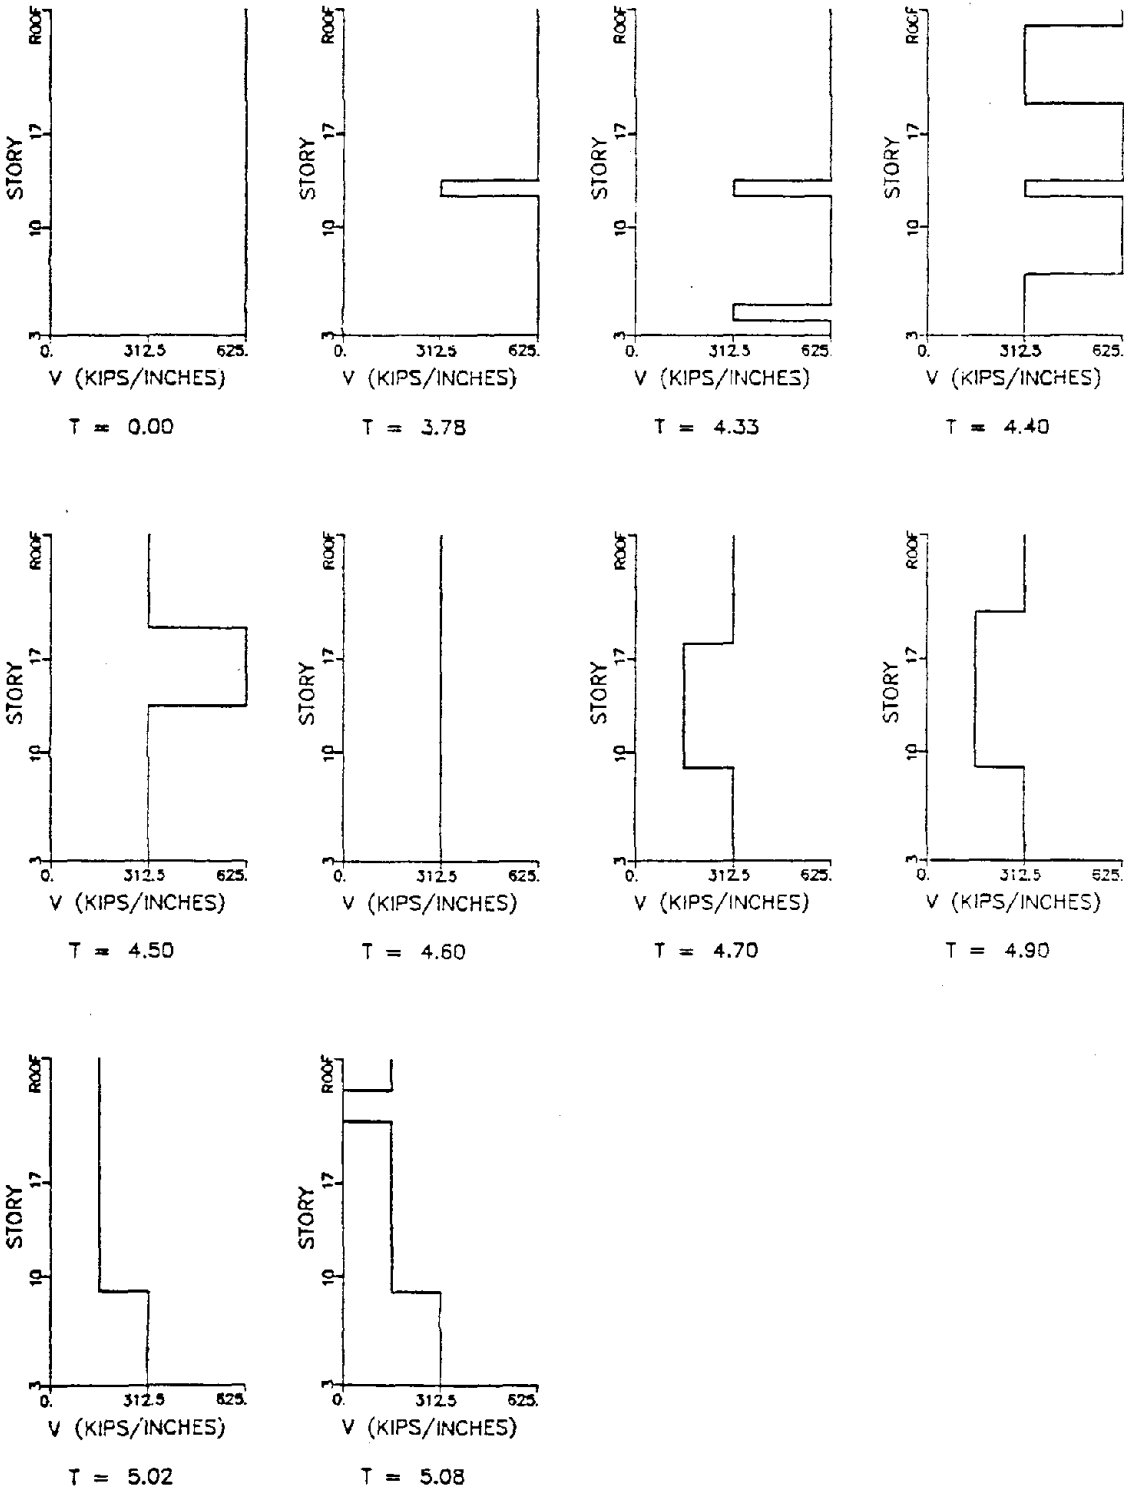 ROOF
17
STORY
10
3
0. 312.5 625.
V (KIPS/INCHES)
T = 0.00
ROOF
17
STORY
10
3
0. 312.5 625.
V (KIPS/INCHES)
T = 3.78
ROOF
17
STORY
10
3
0. 312.5 625.
V (KIPS/INCHES)
T = 4.33
ROOF
17
STORY
10
3
0. 312.5 625.
V (KIPS/INCHES)
T = 4.40
ROOF
17
STORY
10
3
0. 312.5 625.
V (KIPS/INCHES)
T = 4.50
ROOF
17
STORY
10
3
0. 312.5 625.
V (KIPS/INCHES)
T = 4.60
ROOF
17
STORY
10
3
0. 312.5 625.
V (KIPS/INCHES)
T = 4.70
ROOF
17
STORY
10
3
0. 312.5 625.
V (KIPS/INCHES)
T = 4.90
ROOF
17
STORY
10
3
0. 312.5 625.
V (KIPS/INCHES)
T = 5.02
ROOF
17
STORY
10
3
0. 312.5 625.
V (KIPS/INCHES)
T = 5.08